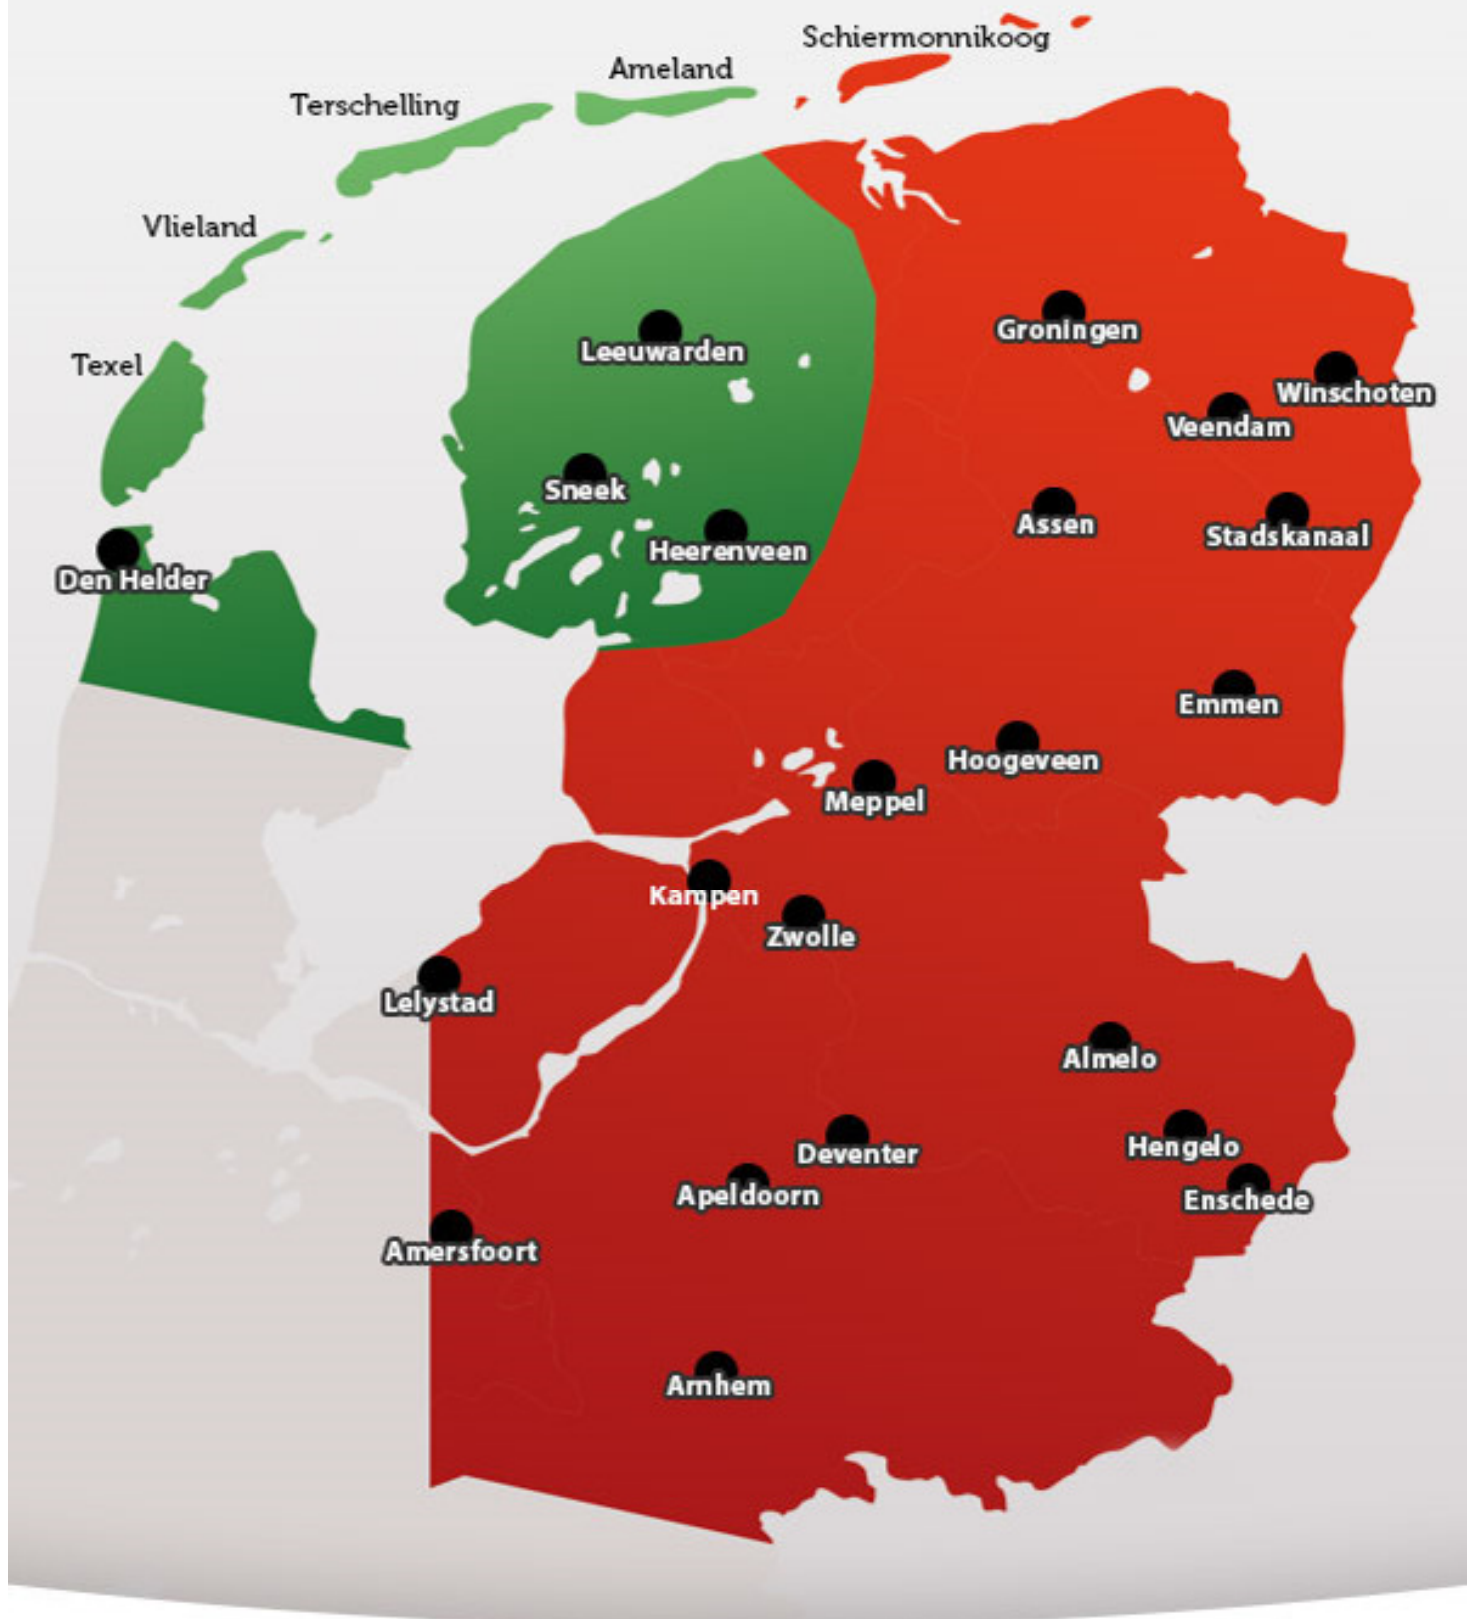 Schiermonnikoog
Ameland
Terschelling
Vlieland
Texel
Leeuwarden
Groningen
Winschoten
Veendam
Sneek
Assen
Stadskanaal
Heerenveen
Den Helder
Emmen
Hoogeveen
Meppel
Kampen
Zwolle
Lelystad
Almelo
Deventer
Hengelo
Apeldoorn
Enschede
Amersfoort
Arnhem